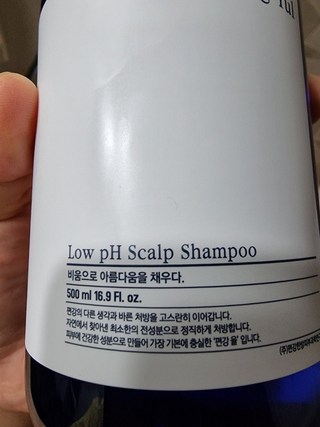 Yul
Low pH Scalp Shampoo
비움으로 아름다움을 채우다.
500 ml 16.9 Fl. oz.
편강의 다른 생각과 바른 처방을 고스란히 이어갑니다.
자연에서 찾아낸 최소한의 전성분으로 정직하게 처방합니다.
피부에 건강한 성분으로 만들어 가장 기본에 충실한 '편강 율' 입니다.